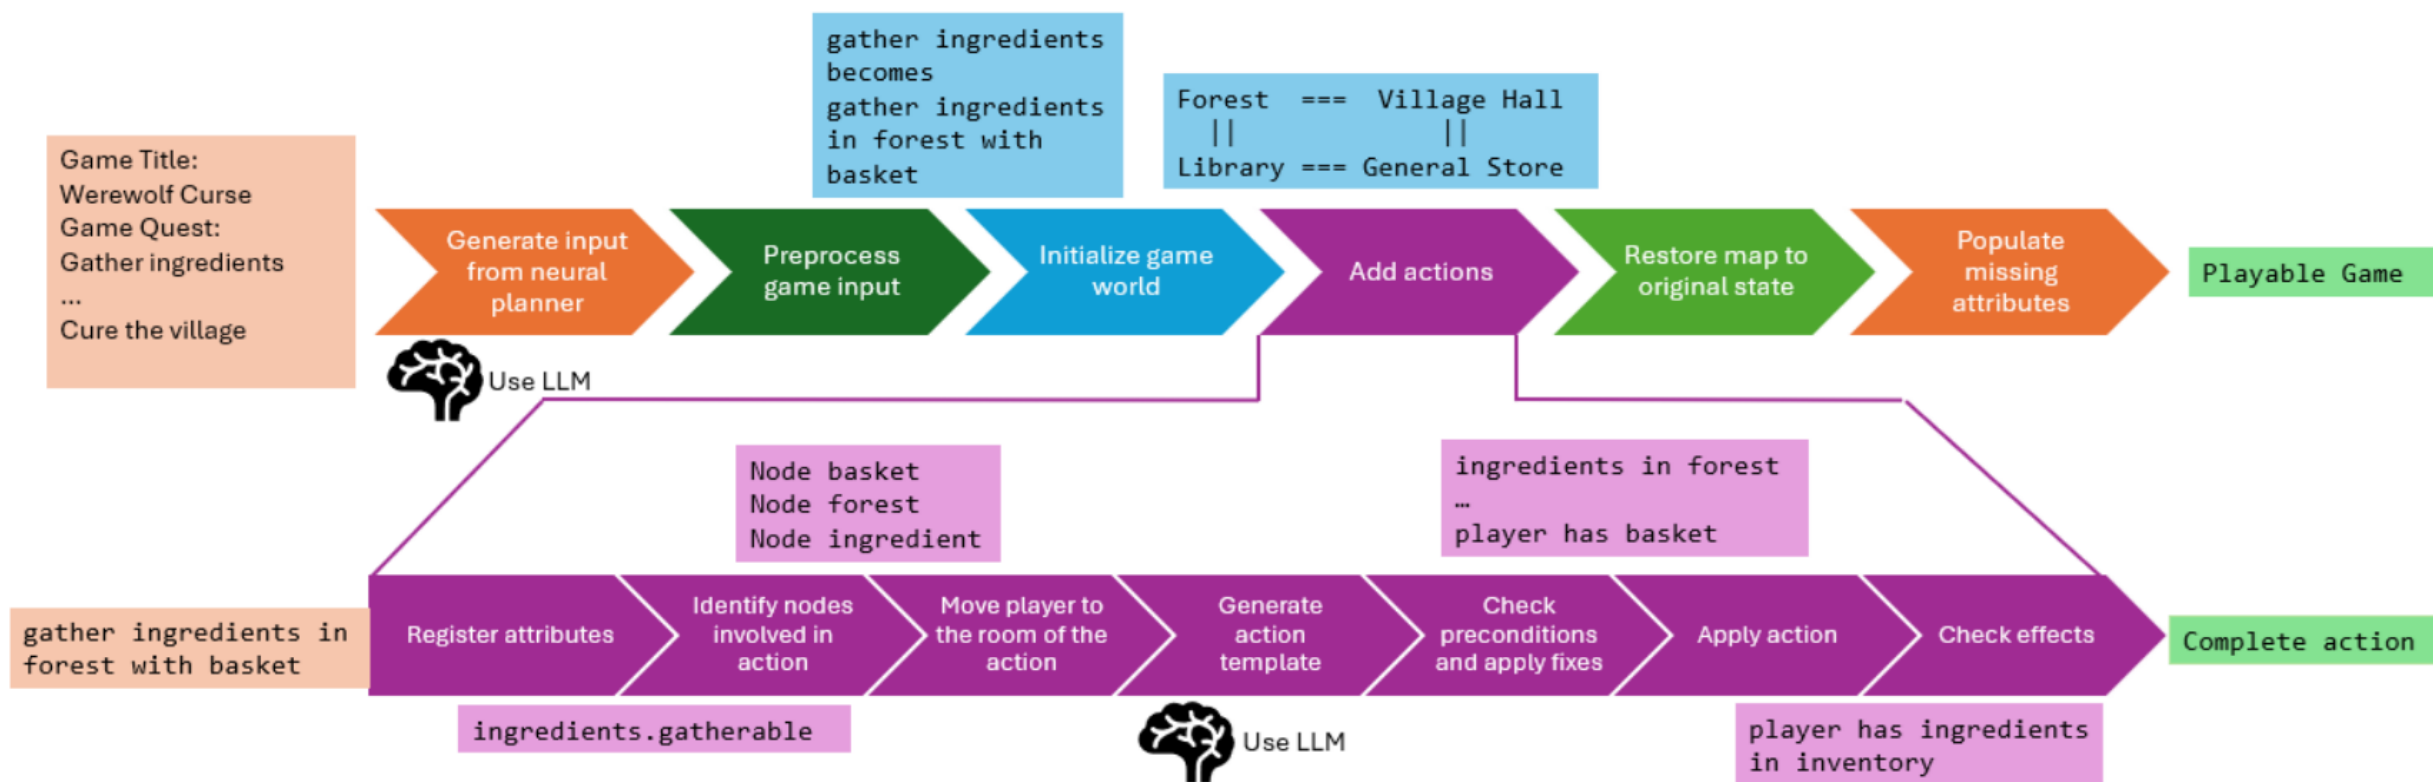 gather ingredients
becomes
gather ingredients
in forest with
basket
Forest === Village Hall
|| ||
Library === General Store
Game Title:
Werewolf Curse
Game Quest:
Gather ingredients
...
Cure the village
Generate input
from neural
planner
Preprocess
game input
Initialize game
world
Add actions
Restore map to
original state
Populate
missing
attributes
Playable Game
Use LLM
Node basket
Node forest
Node ingredient
ingredients in forest
…
player has basket
gather ingredients in
forest with basket
Register attributes
Identify nodes
involved in
action
Move player to
the room of the
action
Generate
action
template
Check
preconditions
and apply fixes
Apply action
Check effects
Complete action
ingredients.gatherable
Use LLM
player has ingredients
in inventory